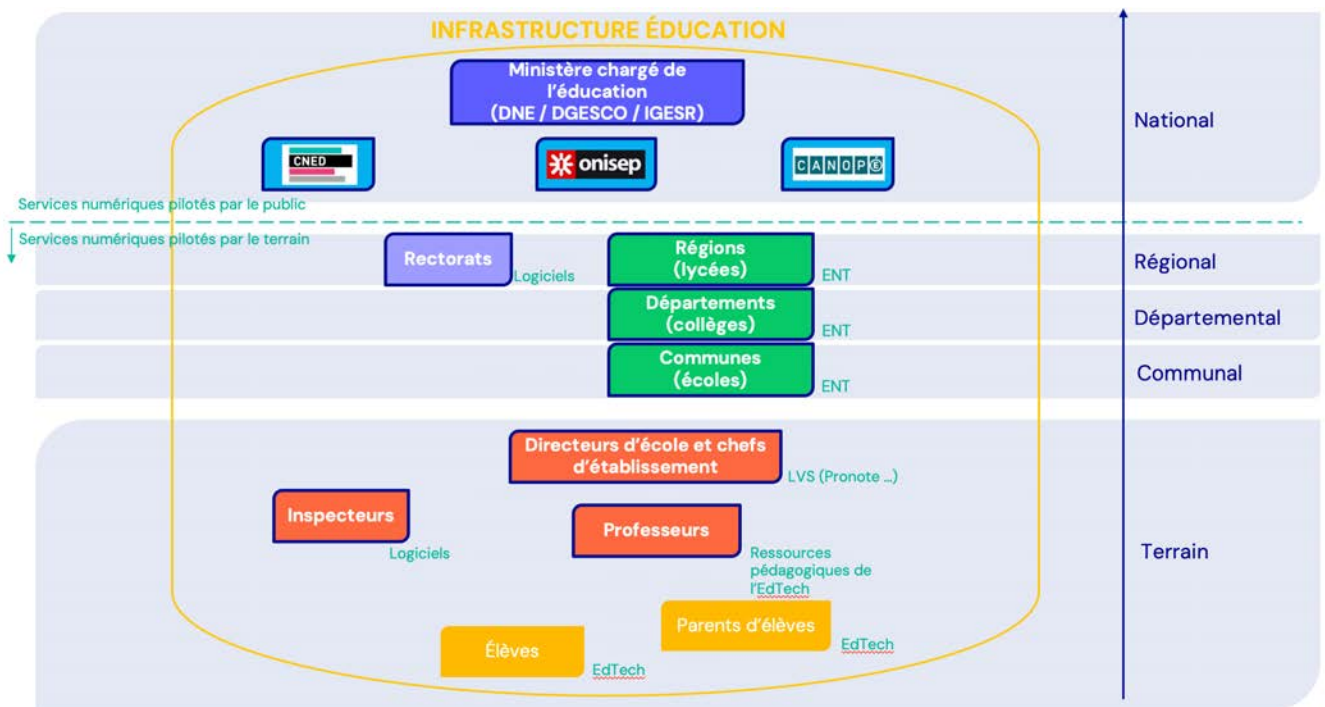 INFRASTRUCTURE ÉDUCATION
Ministère chargé de
l'éducation
(DNE / DGESCO / IGESR)
National
CNED
onisep
CANOPÉ
Services numériques pilotés par le public
Services numériques pilotés par le terrain
Rectorats
Logiciels
Régions
(lycées)
ENT
Régional
Départements
(collèges)
ENT
Départemental
Communes
(écoles)
ENT
Communal
Directeurs d'école et chefs
d'établissement
LVS (Pronote ...)
Inspecteurs
Logiciels
Professeurs
Ressources
pédagogiques de
l'EdTech
Terrain
Parents d'élèves
EdTech
Élèves
EdTech